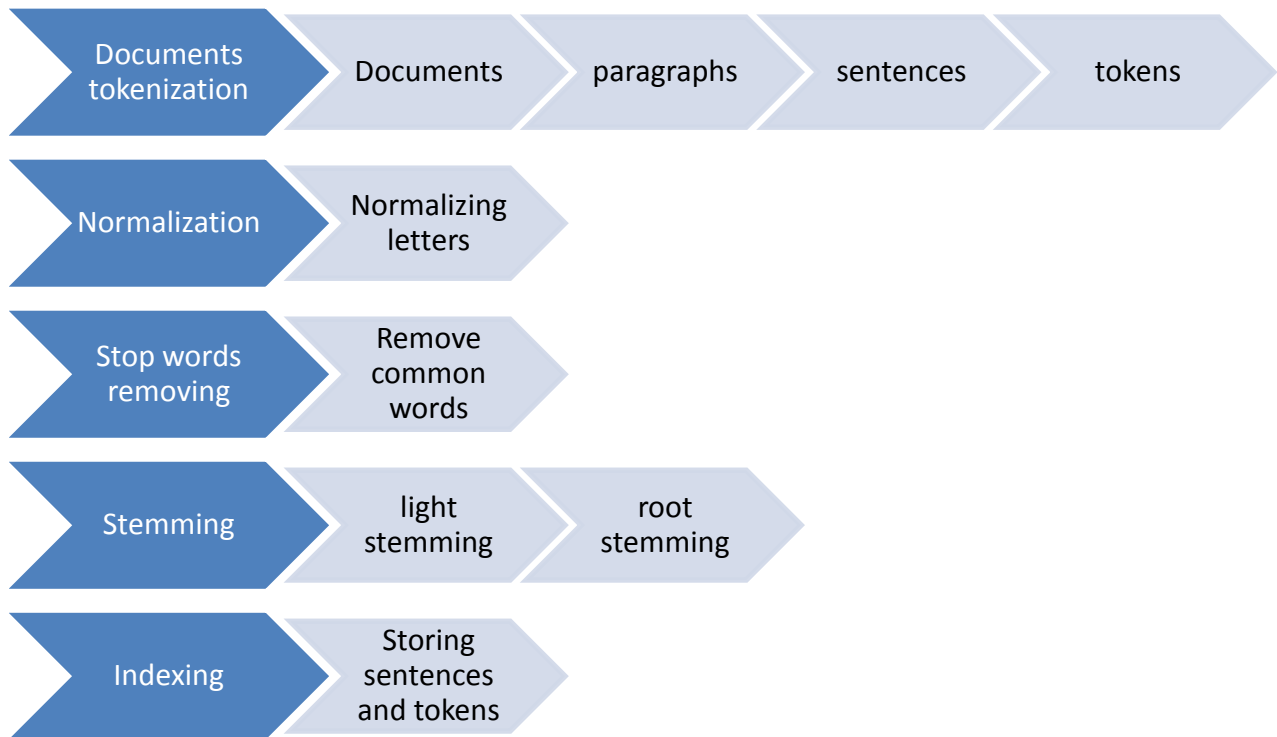 Documents
tokenization
Documents
paragraphs
sentences
tokens
Normalization
Normalizing
letters
Stop words
removing
Remove
common
words
Stemming
light
stemming
root
stemming
Indexing
Storing
sentences
and tokens